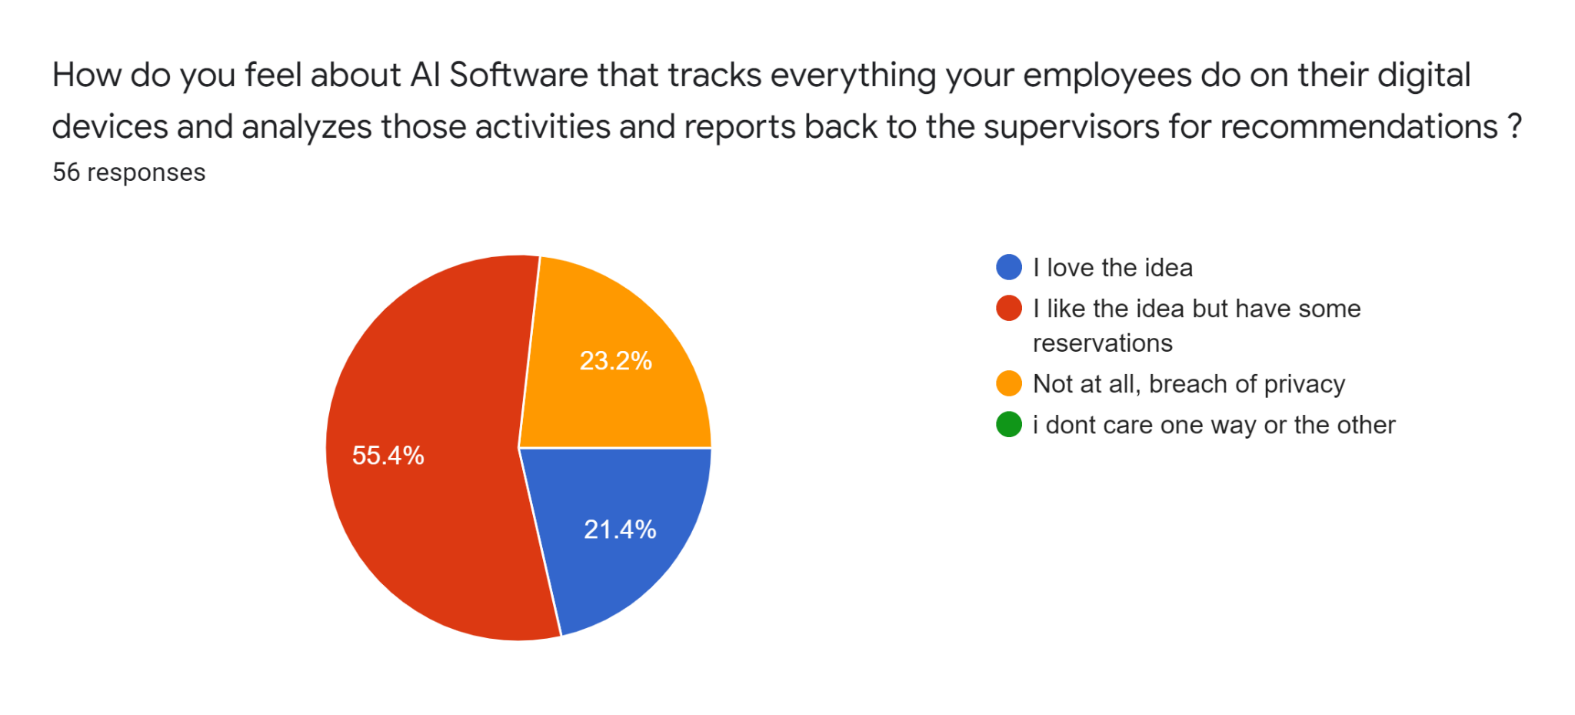 How do you feel about AI Software that tracks everything your employees do on their digital
devices and analyzes those activities and reports back to the supervisors for recommendations ?
56 responses
23.2%
55.4%
21.4%
I love the idea
I like the idea but have some
reservations
Not at all, breach of privacy
i dont care one way or the other